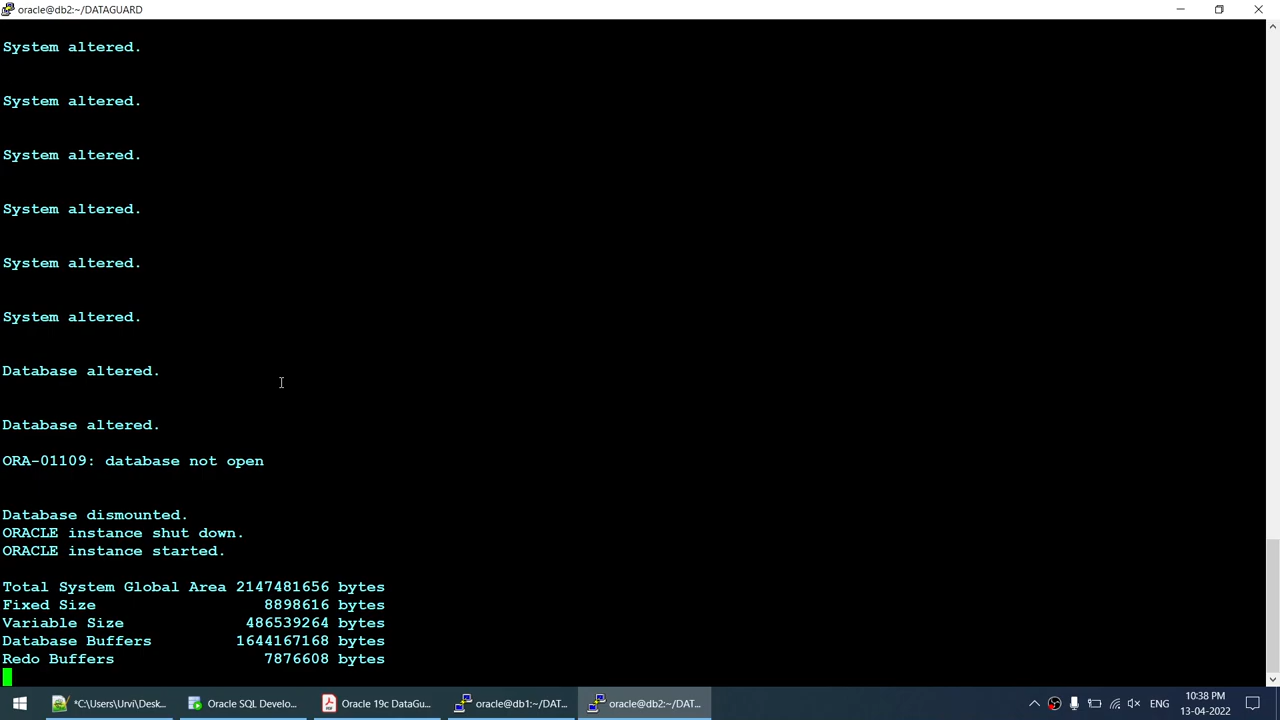 oracle@db2:~/DATAGUARD
System altered.
System altered.
System altered.
System altered.
System altered.
System altered.
Database altered.
Database altered.
ORA-01109: database not open
Database dismounted.
ORACLE instance shut down.
ORACLE instance started.
Total System Global Area 2147481656 bytes
Fixed Size 8898616 bytes
Variable Size 486539264 bytes
Database Buffers 1644167168 bytes
Redo Buffers 7876608 bytes
*C:\Users\Urvi\Desk... Oracle SQL Develo... Oracle 19c DataGu... oracle@db1:~/DAT... oracle@db2:~/DAT... ENG 10:38 PM
13-04-2022